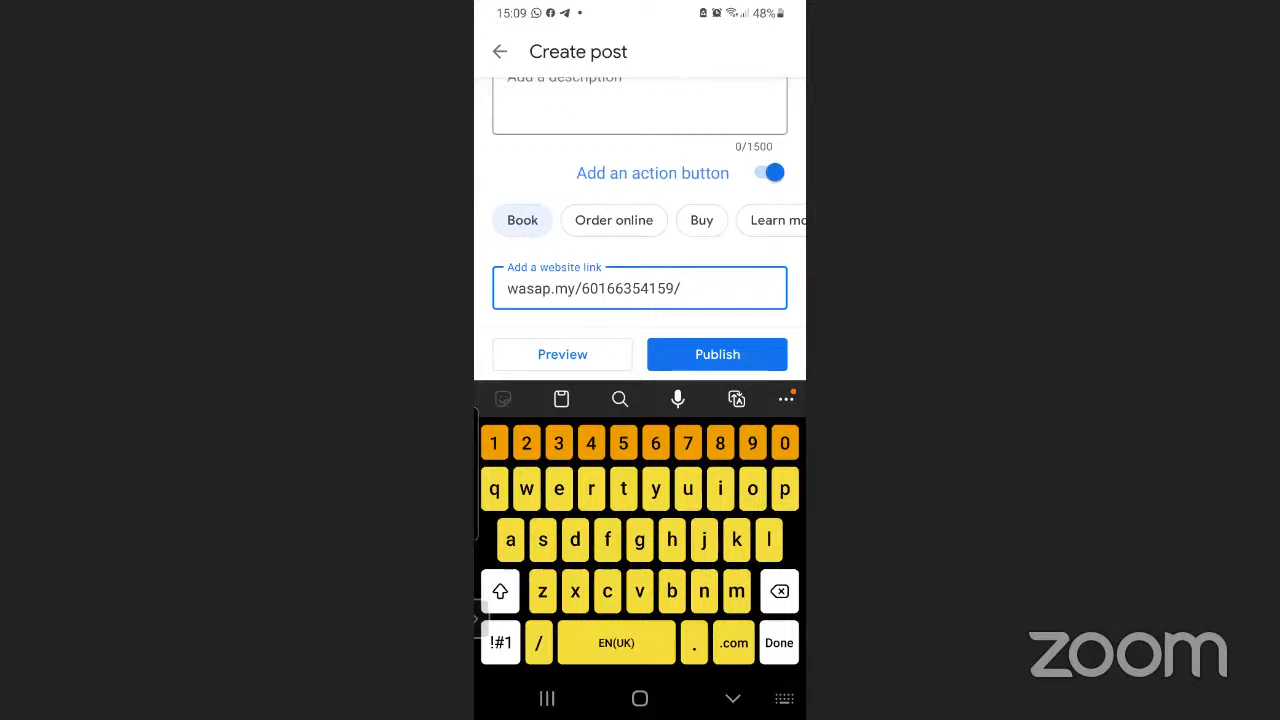 15:09 48%
Create post
Add a description
0/1500
Add an action button
Book Order online Buy Learn mo
Add a website link
wasap.my/60166354159/
Preview Publish
1 2 3 4 5 6 7 8 9 0
q w e r t y u i o p
a s d f g h j k l
z x c v b n m
!#1 / EN(UK) . .com Done
zoom